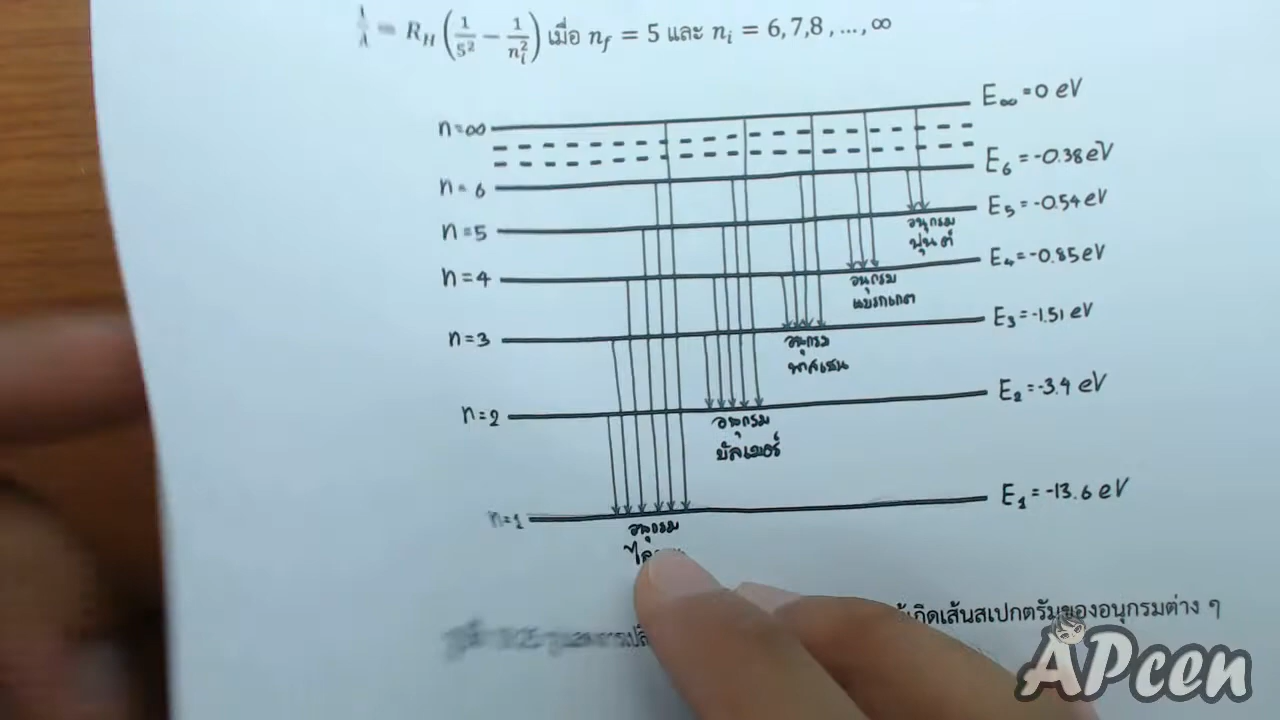 1/λ = R_H (1/5² − 1/n_i²) เมื่อ n_f = 5 และ n_i = 6,7,8 , ... , ∞
n=∞ E∞ =0 eV
n= 6 E₆ =-0.38eV
n=5 E₅ =-0.54 eV
อนุกรม
ฟุนด์
n=4 E₄ =-0.85eV
อนุกรม
แบรกเกต
n=3 E₃ =-1.51 eV
อนุกรม
พาสเชน
n=2 E₂ =-3.4 eV
อนุกรม
บัลเมอร์
n=1 E₁ =-13.6 eV
อนุกรม
เกิดเส้นสเปกตรัมของอนุกรมต่าง ๆ
APcen